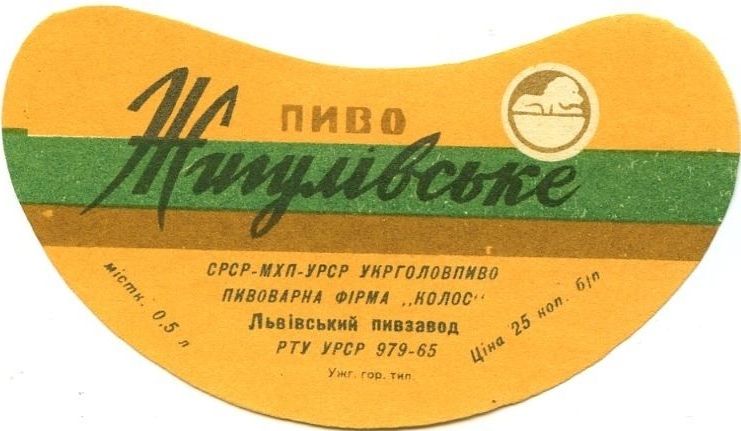 ПИВО
Жигулівське
СРСР-МХП-УРСР УКРГОЛОВПИВО
ПИВОВАРНА ФІРМА „КОЛОС"
Львівський пивзавод
РТУ УРСР 979-65
Ужг. гор. тип.
містк. 0,5 л
Ціна 25 коп. б/п